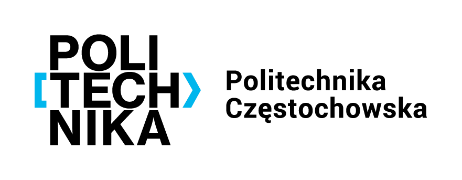 POLI
[TECH>
NIKA
Politechnika
Częstochowska